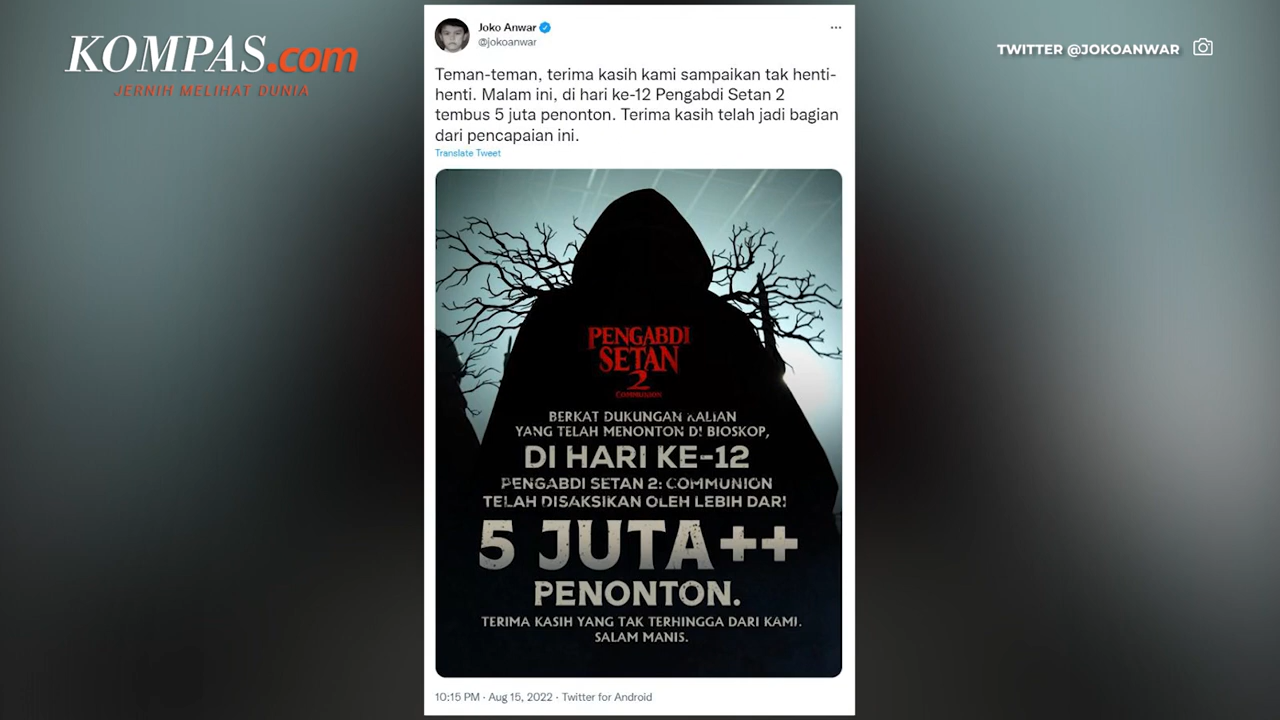 KOMPAS.com
JERNIH MELIHAT DUNIA
TWITTER @JOKOANWAR
Joko Anwar
@jokoanwar
Teman-teman, terima kasih kami sampaikan tak henti-
henti. Malam ini, di hari ke-12 Pengabdi Setan 2
tembus 5 juta penonton. Terima kasih telah jadi bagian
dari pencapaian ini.
Translate Tweet
PENGABDI
SETAN
2
COMMUNION
BERKAT DUKUNGAN KALIAN
YANG TELAH MENONTON DI BIOSKOP,
DI HARI KE-12
PENGABDI SETAN 2: COMMUNION
TELAH DISAKSIKAN OLEH LEBIH DARI
5 JUTA++
PENONTON.
TERIMA KASIH YANG TAK TERHINGGA DARI KAMI.
SALAM MANIS.
10:15 PM · Aug 15, 2022 · Twitter for Android